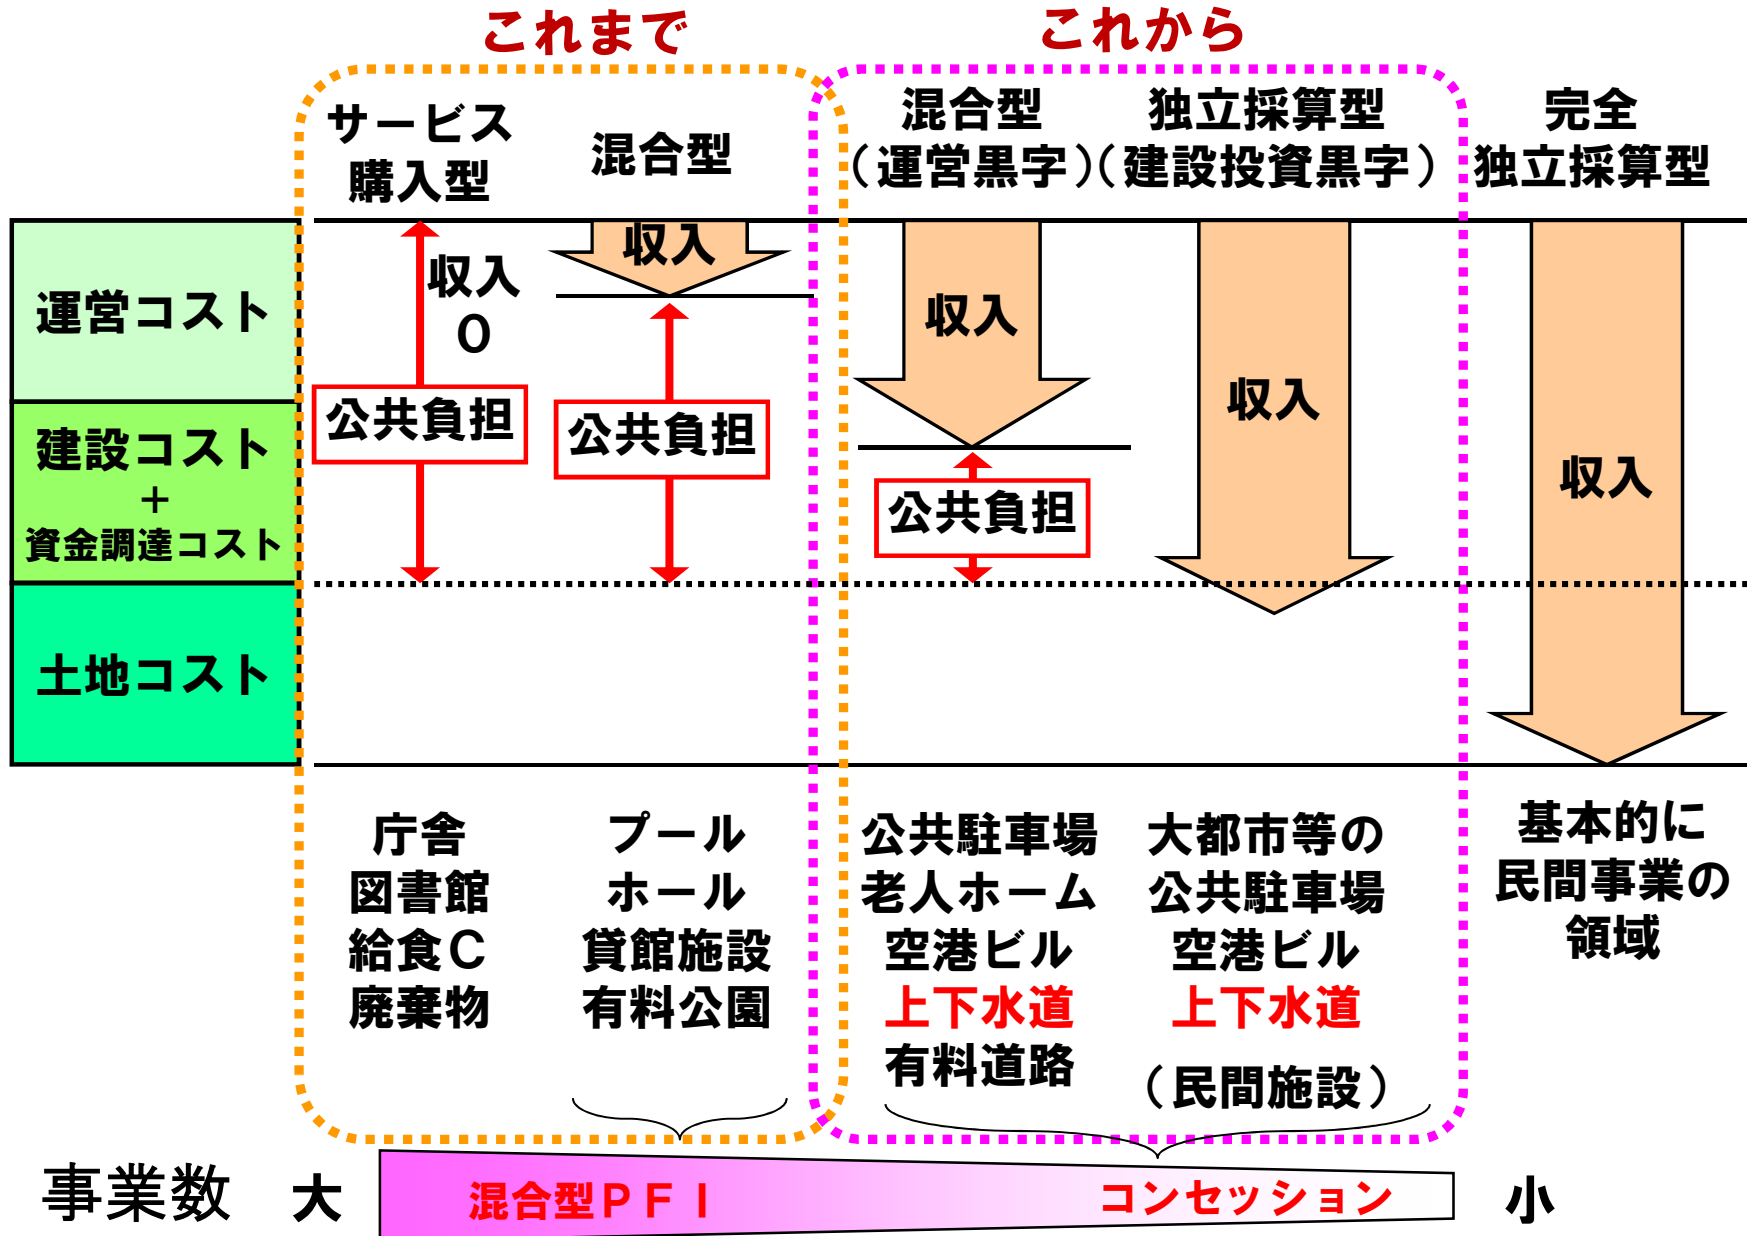 これまで
これから
サービス
購入型
混合型
混合型
（運営黒字）
独立採算型
（建設投資黒字）
完全
独立採算型
運営コスト
建設コスト
＋
資金調達コスト
土地コスト
収入
０
公共負担
収入
公共負担
収入
公共負担
収入
収入
庁舎
図書館
給食Ｃ
廃棄物
プール
ホール
貸館施設
有料公園
公共駐車場
老人ホーム
空港ビル
上下水道
有料道路
大都市等の
公共駐車場
空港ビル
上下水道
（民間施設）
基本的に
民間事業の
領域
事業数
大
混合型ＰＦＩ
コンセッション
小